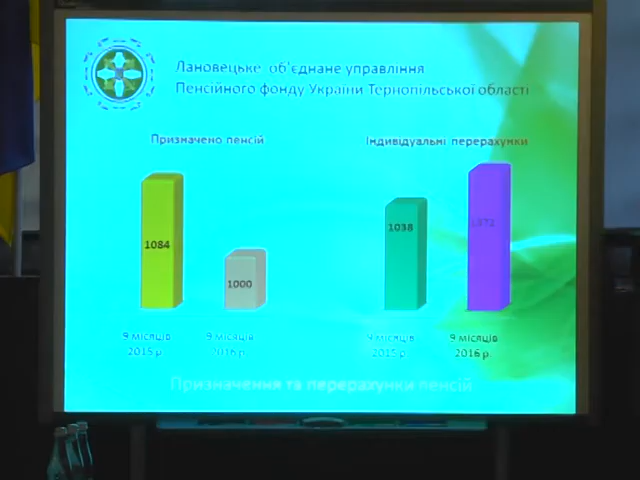 Лановецьке об'єднане управління
Пенсійного фонду України Тернопільської області
Призначено пенсій
Індивідуальні перерахунки
1084
1000
1038
1372
9 місяців 2015 р
9 місяців 2016 р.
9 місяців 2015 р
9 місяців 2016 р.
Призначення та перерахунки пенсій